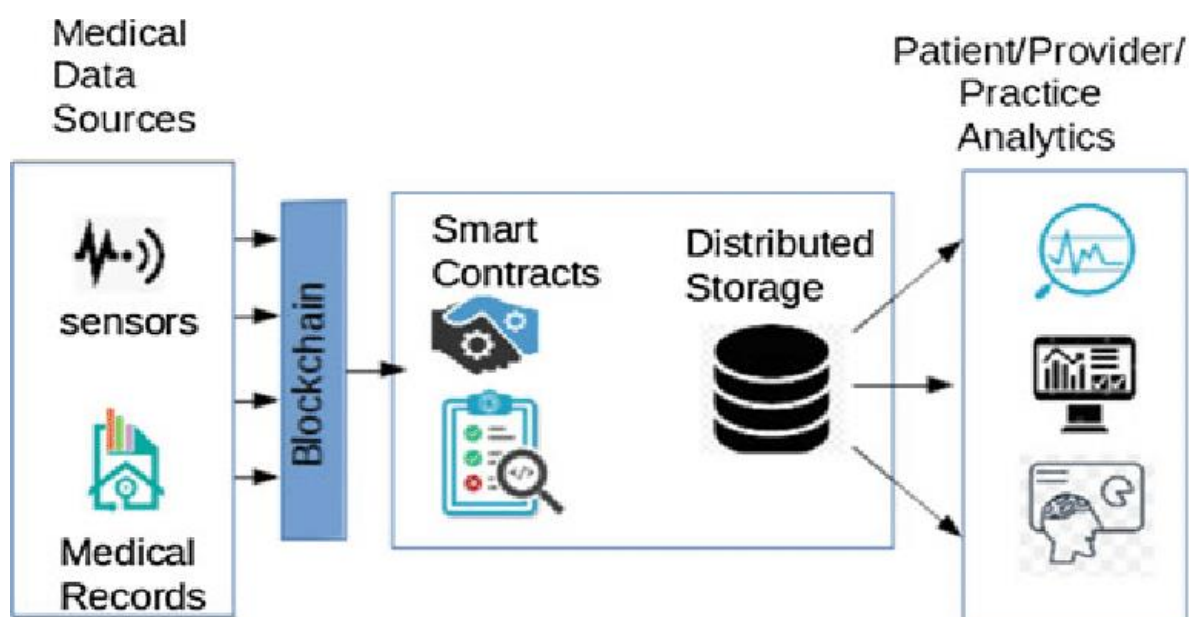 Medical
Data
Sources
sensors
Medical
Records
Blockchain
Smart
Contracts
Distributed
Storage
Patient/Provider/
Practice
Analytics